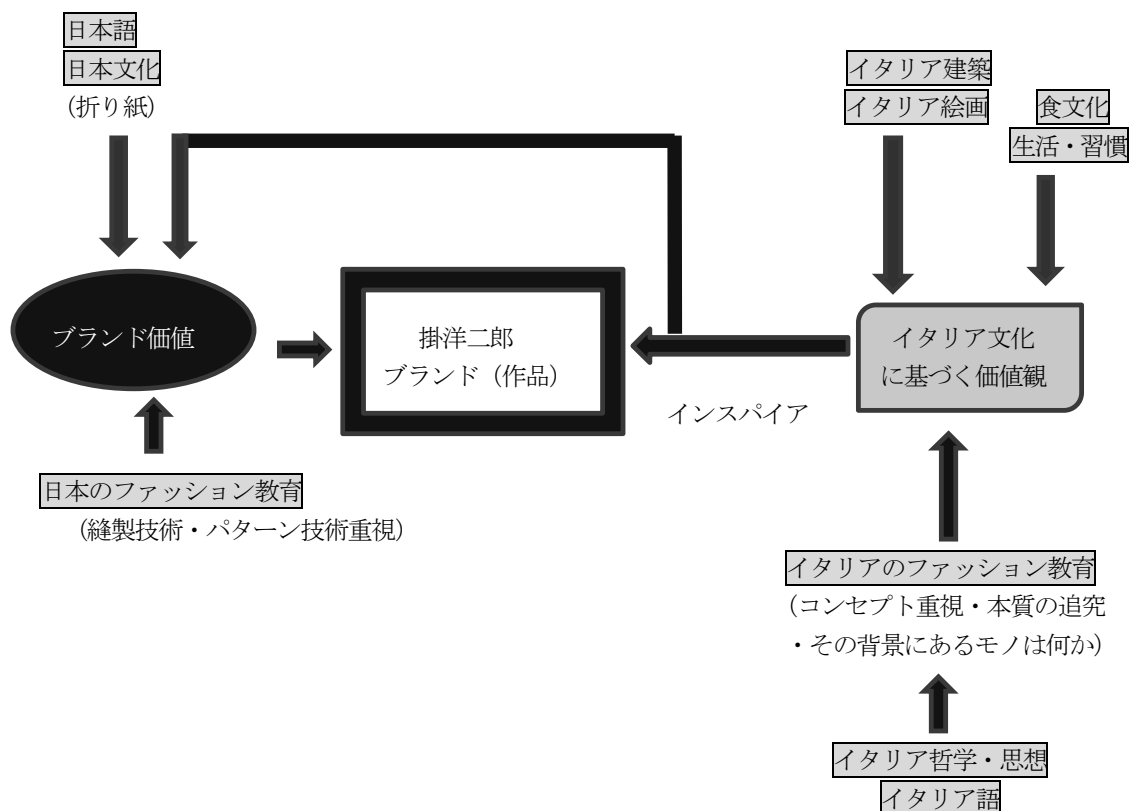 日本語
日本文化
(折り紙)
イタリア建築
イタリア絵画
食文化
生活・習慣
ブランド価値
掛洋二郎
ブランド（作品）
イタリア文化
に基づく価値観
インスパイア
日本のファッション教育
(縫製技術・パターン技術重視)
イタリアのファッション教育
(コンセプト重視・本質の追究
・その背景にあるモノは何か)
イタリア哲学・思想
イタリア語